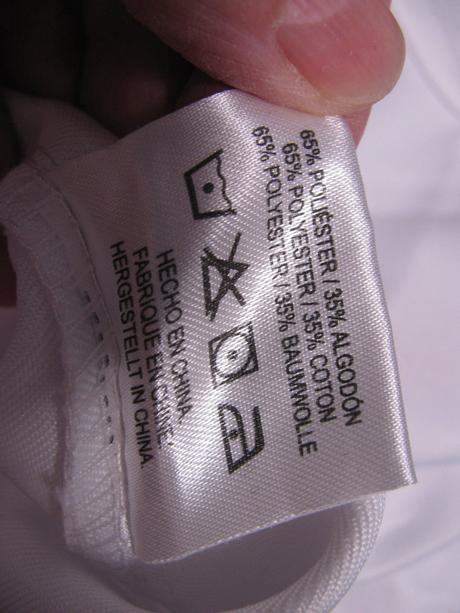 65% POLIÉSTER / 35% ALGODÓN
65% POLYESTER / 35% COTON
65% POLYESTER / 35% BAUMWOLLE
HECHO EN CHINA
FABRIQUE EN CHINE
HERGESTELLT IN CHINA.